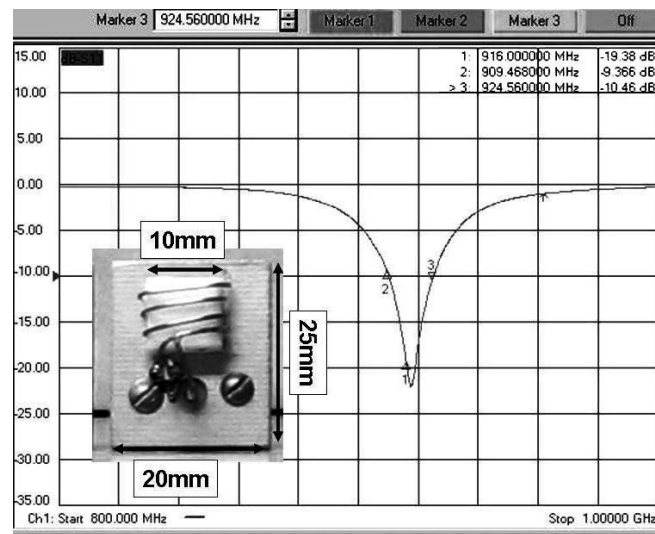 Marker 3 924.560000 MHz Marker 1 Marker 2 Marker 3 Off
15.00 dB-S11 1: 916.000000 MHz -19.38 dB
2: 909.468000 MHz -9.366 dB
10.00 > 3: 924.560000 MHz -10.46 dB
5.00
0.00
-5.00
10mm
-10.00 2 3
-15.00
25mm
-20.00 1
-25.00
-30.00
20mm
-35.00
Ch1: Start 800.000 MHz Stop 1.00000 GHz